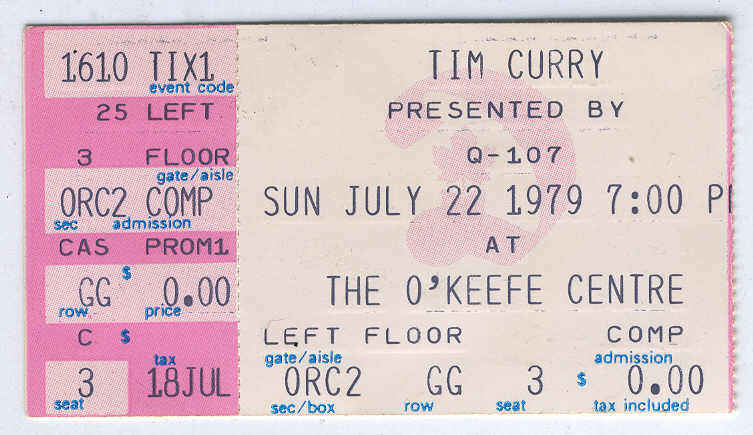 1610 TIX1
event code
25 LEFT
3 FLOOR
gate/aisle
ORC2 COMP
sec admission
CAS PROM1
$
GG 0.00
row price
C $
tax
3 18JUL
seat
TIM CURRY
PRESENTED BY
Q-107
SUN JULY 22 1979 7:00 P
AT
THE O'KEEFE CENTRE
LEFT FLOOR COMP
gate/aisle admission
ORC2 GG 3 $ 0.00
sec/box row seat tax included